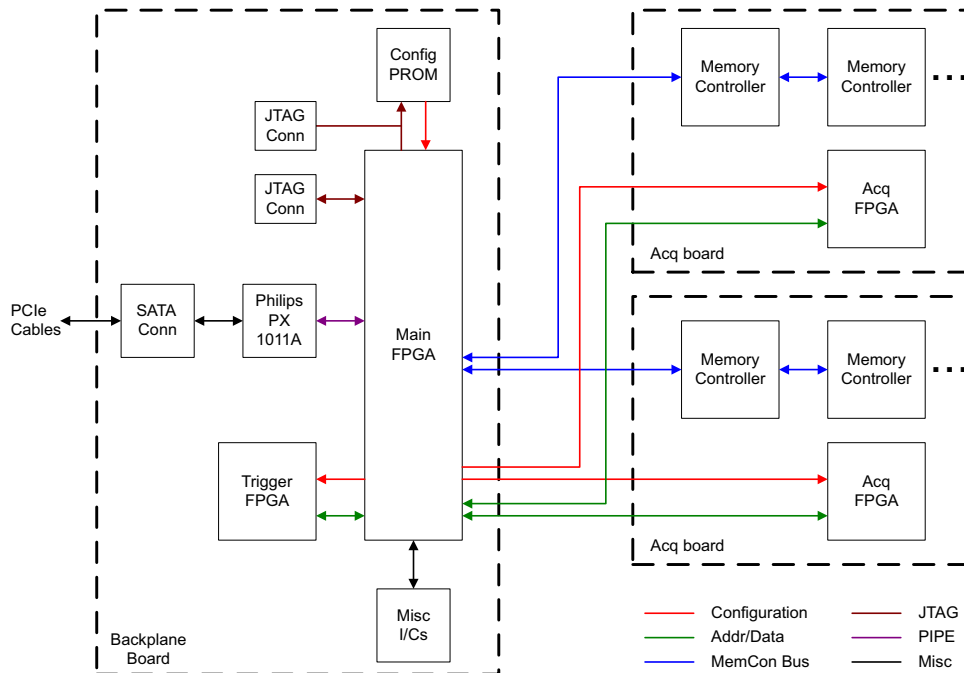 Config
PROM
JTAG
Conn
JTAG
Conn
PCIe
Cables
SATA
Conn
Philips
PX
1011A
Main
FPGA
Trigger
FPGA
Misc
I/Cs
Backplane
Board
Memory
Controller
Memory
Controller
Acq
FPGA
Acq board
Memory
Controller
Memory
Controller
Acq
FPGA
Acq board
Configuration
Addr/Data
MemCon Bus
JTAG
PIPE
Misc